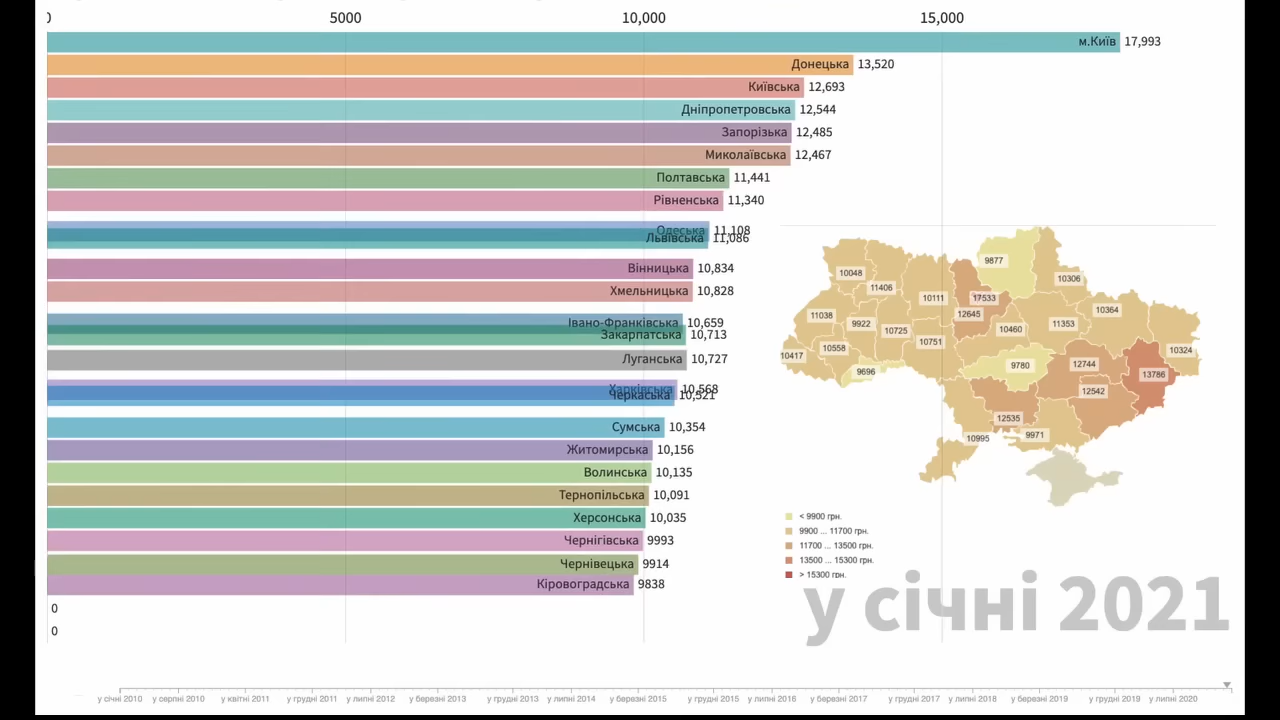 0 5000 10,000 15,000
м.Київ 17,993
Донецька 13,520
Київська 12,693
Дніпропетровська 12,544
Запорізька 12,485
Миколаївська 12,467
Полтавська 11,441
Рівненська 11,340
Одеська 11,108
Львівська 11,086
Вінницька 10,834
Хмельницька 10,828
Івано-Франківська 10,659
Закарпатська 10,713
Луганська 10,727
Харківська 10,568
Черкаська 10,521
Сумська 10,354
Житомирська 10,156
Волинська 10,135
Тернопільська 10,091
Херсонська 10,035
Чернігівська 9993
Чернівецька 9914
Кіровоградська 9838
0
0
9877
10048
10306
11406
10111
17533
11038
12645
10364
9922
10725
10460
11353
10751
10558
10417
10324
9780
12744
9696
13786
12542
12535
10995
9971
< 9900 грн.
9900 ... 11700 грн.
11700 ... 13500 грн.
13500 ... 15300 грн.
> 15300 грн.
у січні 2021
у січні 2010 у серпні 2010 у квітні 2011 у грудні 2011 у липні 2012 у березні 2013 у грудні 2013 у липні 2014 у березні 2015 у грудні 2015 у липні 2016 у березні 2017 у грудні 2017 у липні 2018 у березні 2019 у грудні 2019 у липні 2020